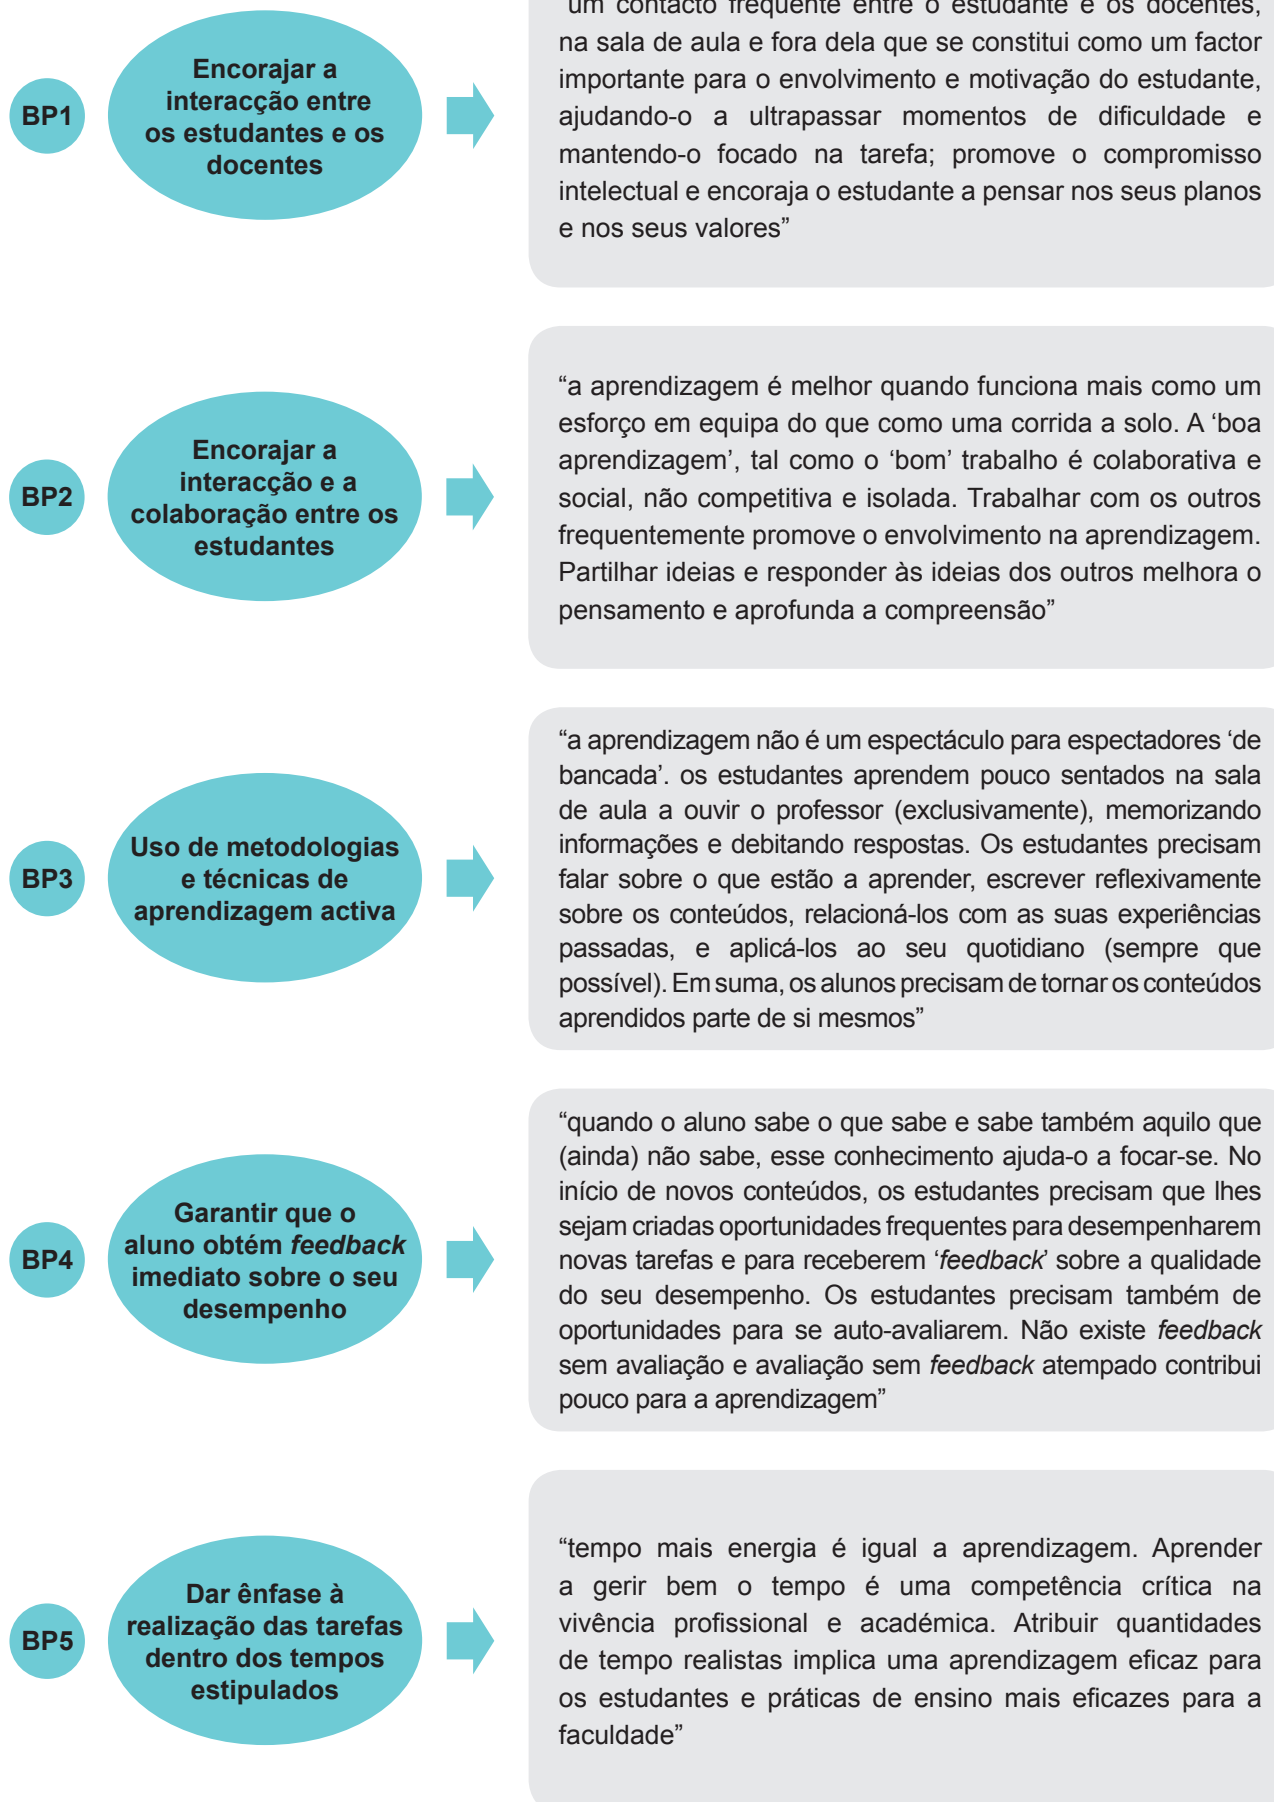 BP1
Encorajar a
interacção entre
os estudantes e os
docentes
“um contacto frequente entre o estudante e os docentes,
na sala de aula e fora dela que se constitui como um factor
importante para o envolvimento e motivação do estudante,
ajudando-o a ultrapassar momentos de dificuldade e
mantendo-o focado na tarefa; promove o compromisso
intelectual e encoraja o estudante a pensar nos seus planos
e nos seus valores”
BP2
Encorajar a
interacção e a
colaboração entre os
estudantes
“a aprendizagem é melhor quando funciona mais como um
esforço em equipa do que como uma corrida a solo. A ‘boa
aprendizagem’, tal como o ‘bom’ trabalho é colaborativa e
social, não competitiva e isolada. Trabalhar com os outros
frequentemente promove o envolvimento na aprendizagem.
Partilhar ideias e responder às ideias dos outros melhora o
pensamento e aprofunda a compreensão”
BP3
Uso de metodologias
e técnicas de
aprendizagem activa
“a aprendizagem não é um espectáculo para espectadores ‘de
bancada’. os estudantes aprendem pouco sentados na sala
de aula a ouvir o professor (exclusivamente), memorizando
informações e debitando respostas. Os estudantes precisam
falar sobre o que estão a aprender, escrever reflexivamente
sobre os conteúdos, relacioná-los com as suas experiências
passadas, e aplicá-los ao seu quotidiano (sempre que
possível). Em suma, os alunos precisam de tornar os conteúdos
aprendidos parte de si mesmos”
BP4
Garantir que o
aluno obtém feedback
imediato sobre o seu
desempenho
“quando o aluno sabe o que sabe e sabe também aquilo que
(ainda) não sabe, esse conhecimento ajuda-o a focar-se. No
início de novos conteúdos, os estudantes precisam que lhes
sejam criadas oportunidades frequentes para desempenharem
novas tarefas e para receberem ‘feedback’ sobre a qualidade
do seu desempenho. Os estudantes precisam também de
oportunidades para se auto-avaliarem. Não existe feedback
sem avaliação e avaliação sem feedback atempado contribui
pouco para a aprendizagem”
BP5
Dar ênfase à
realização das tarefas
dentro dos tempos
estipulados
“tempo mais energia é igual a aprendizagem. Aprender
a gerir bem o tempo é uma competência crítica na
vivência profissional e académica. Atribuir quantidades
de tempo realistas implica uma aprendizagem eficaz para
os estudantes e práticas de ensino mais eficazes para a
faculdade”